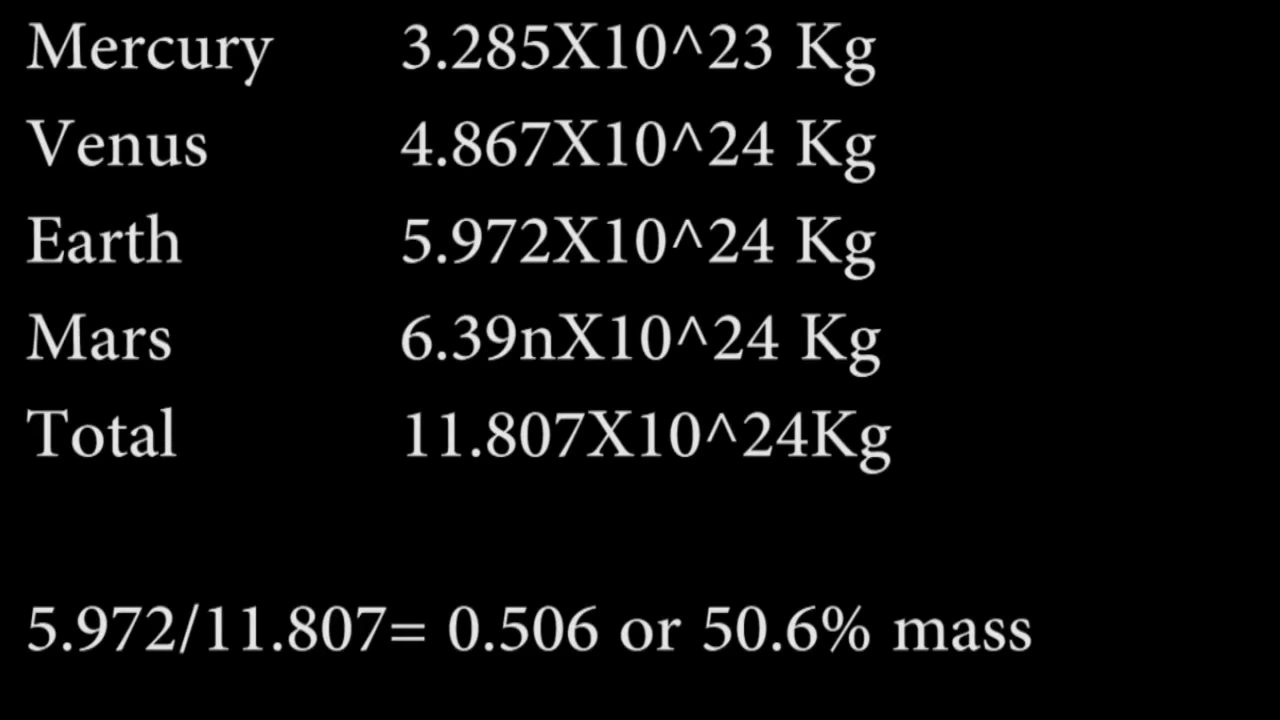 Mercury 3.285X10^23 Kg
Venus 4.867X10^24 Kg
Earth 5.972X10^24 Kg
Mars 6.39nX10^24 Kg
Total 11.807X10^24Kg
5.972/11.807= 0.506 or 50.6% mass